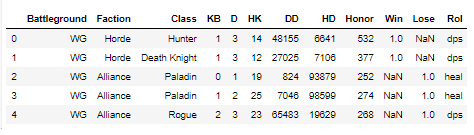 Battleground Faction Class KB D HK DD HD Honor Win Lose Rol
0 WG Horde Hunter 1 3 14 48155 6641 532 1.0 NaN dps
1 WG Horde Death Knight 1 3 12 27025 7106 377 1.0 NaN dps
2 WG Alliance Paladin 0 1 19 824 93879 252 NaN 1.0 heal
3 WG Alliance Paladin 1 2 25 7046 98599 274 NaN 1.0 heal
4 WG Alliance Rogue 2 3 23 65483 19629 268 NaN 1.0 dps